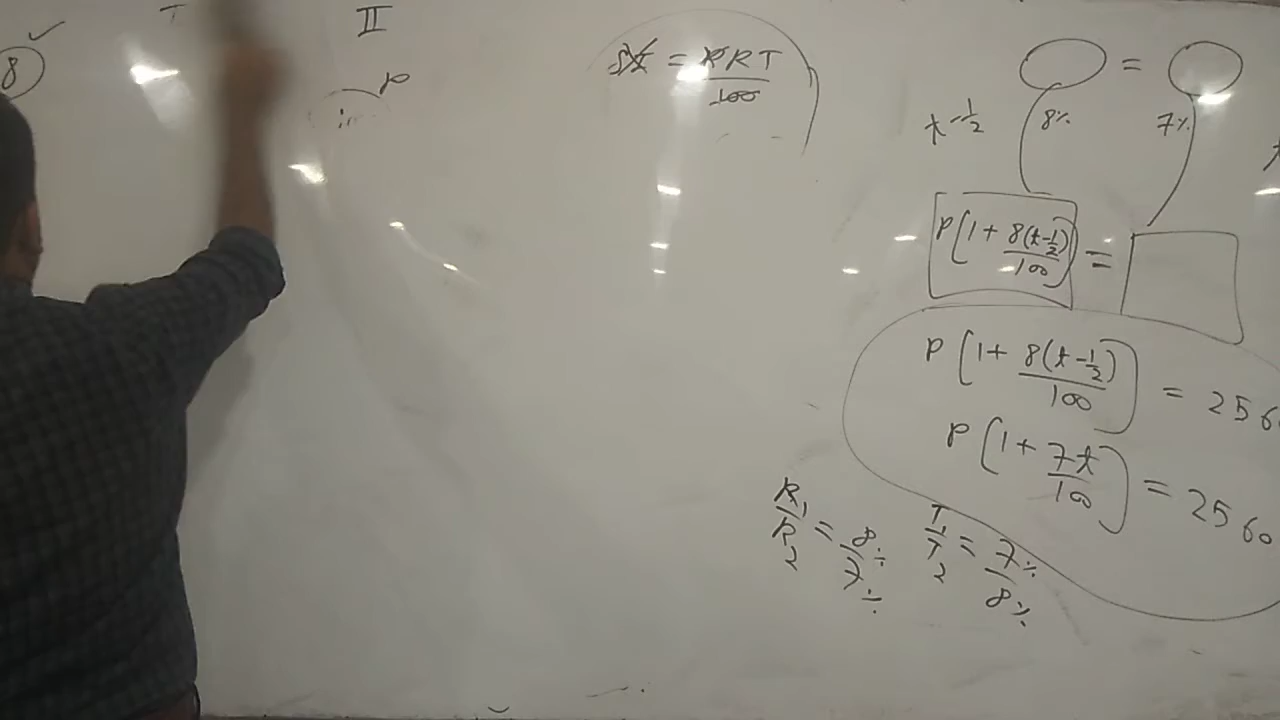 8
I II
P
SI = PRT/100
=
t-1/2 8% 7%
P[1+ 8(t-1/2)/100] =
P[1+ 8(t-1/2)/100] = 256
P[1+ 7t/100] = 2560
R1/R2 = 8%/7% T1/T2 = 7%/8%